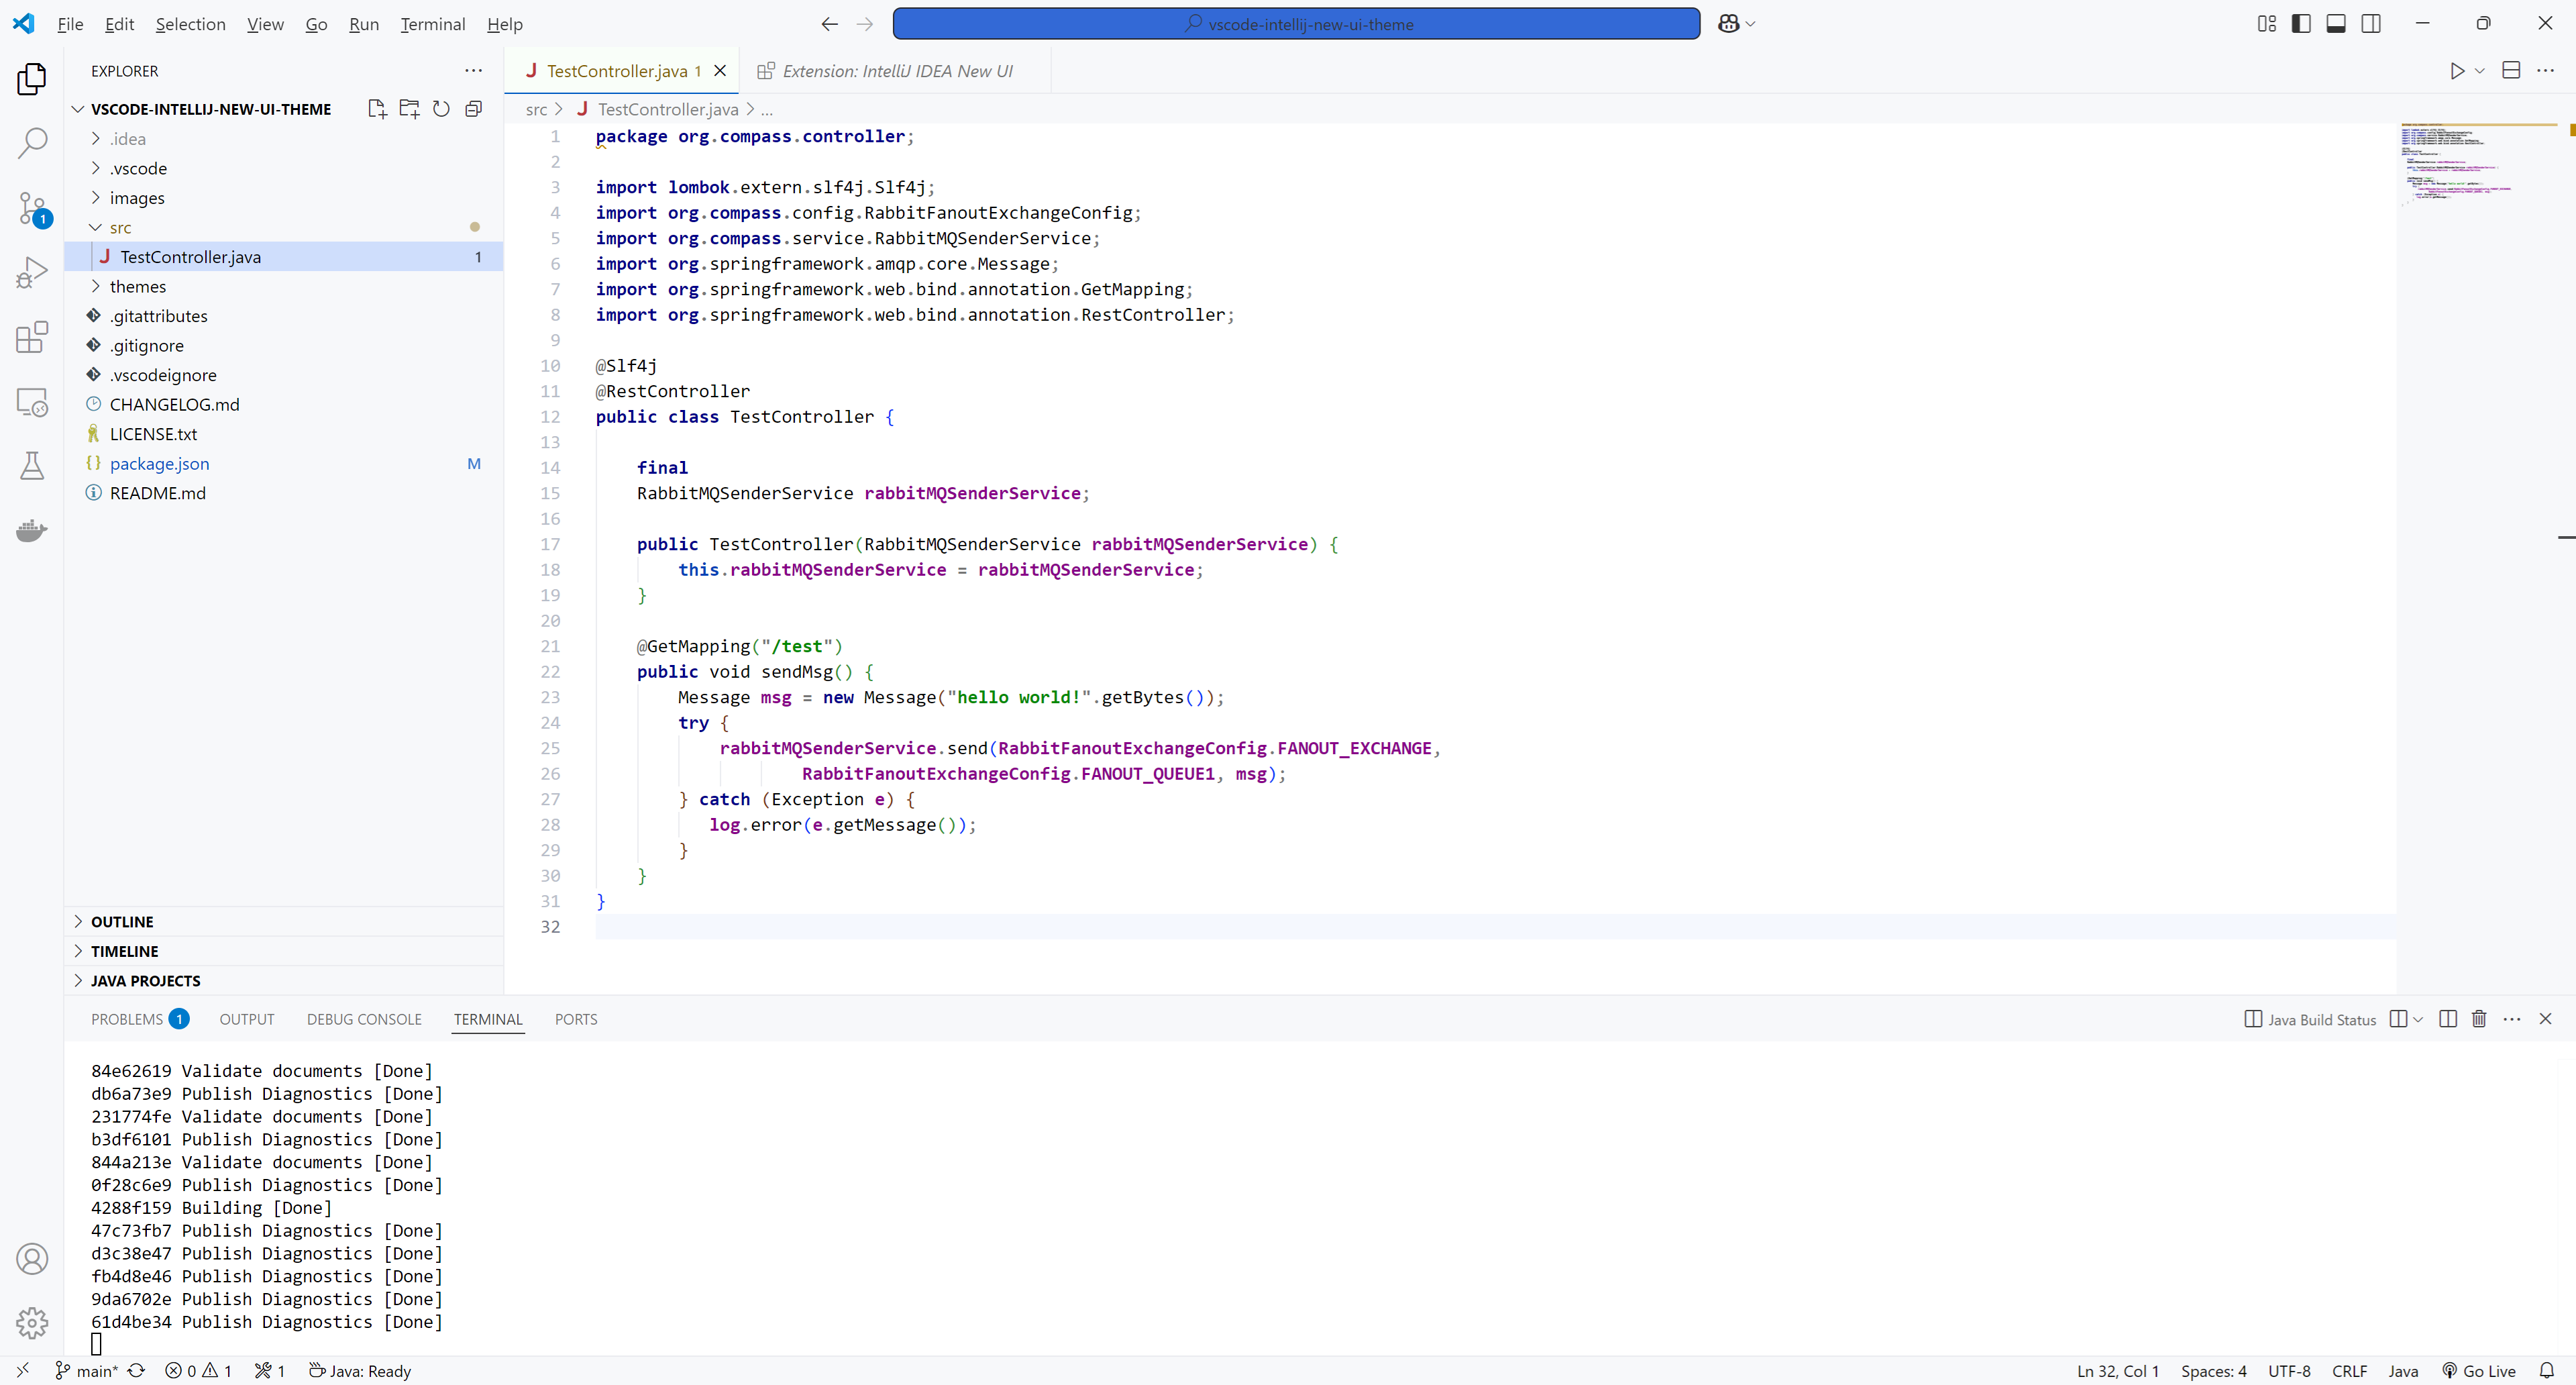 File Edit Selection View Go Run Terminal Help
vscode-intellij-new-ui-theme
EXPLORER
VSCODE-INTELLIJ-NEW-UI-THEME
.idea
.vscode
images
src
TestController.java 1
themes
.gitattributes
.gitignore
.vscodeignore
CHANGELOG.md
LICENSE.txt
package.json M
README.md
OUTLINE
TIMELINE
JAVA PROJECTS
1
TestController.java 1
Extension: IntelliJ IDEA New UI
src > TestController.java > ...
1 package org.compass.controller;
2
3 import lombok.extern.slf4j.Slf4j;
4 import org.compass.config.RabbitFanoutExchangeConfig;
5 import org.compass.service.RabbitMQSenderService;
6 import org.springframework.amqp.core.Message;
7 import org.springframework.web.bind.annotation.GetMapping;
8 import org.springframework.web.bind.annotation.RestController;
9
10 @Slf4j
11 @RestController
12 public class TestController {
13
14     final
15     RabbitMQSenderService rabbitMQSenderService;
16
17     public TestController(RabbitMQSenderService rabbitMQSenderService) {
18         this.rabbitMQSenderService = rabbitMQSenderService;
19     }
20
21     @GetMapping("/test")
22     public void sendMsg() {
23         Message msg = new Message("hello world!".getBytes());
24         try {
25             rabbitMQSenderService.send(RabbitFanoutExchangeConfig.FANOUT_EXCHANGE,
26                     RabbitFanoutExchangeConfig.FANOUT_QUEUE1, msg);
27         } catch (Exception e) {
28            log.error(e.getMessage());
29         }
30     }
31 }
32
PROBLEMS 1 OUTPUT DEBUG CONSOLE TERMINAL PORTS
Java Build Status
84e62619 Validate documents [Done]
db6a73e9 Publish Diagnostics [Done]
231774fe Validate documents [Done]
b3df6101 Publish Diagnostics [Done]
844a213e Validate documents [Done]
0f28c6e9 Publish Diagnostics [Done]
4288f159 Building [Done]
47c73fb7 Publish Diagnostics [Done]
d3c38e47 Publish Diagnostics [Done]
fb4d8e46 Publish Diagnostics [Done]
9da6702e Publish Diagnostics [Done]
61d4be34 Publish Diagnostics [Done]
main* 0 1 1 Java: Ready
Ln 32, Col 1 Spaces: 4 UTF-8 CRLF Java Go Live